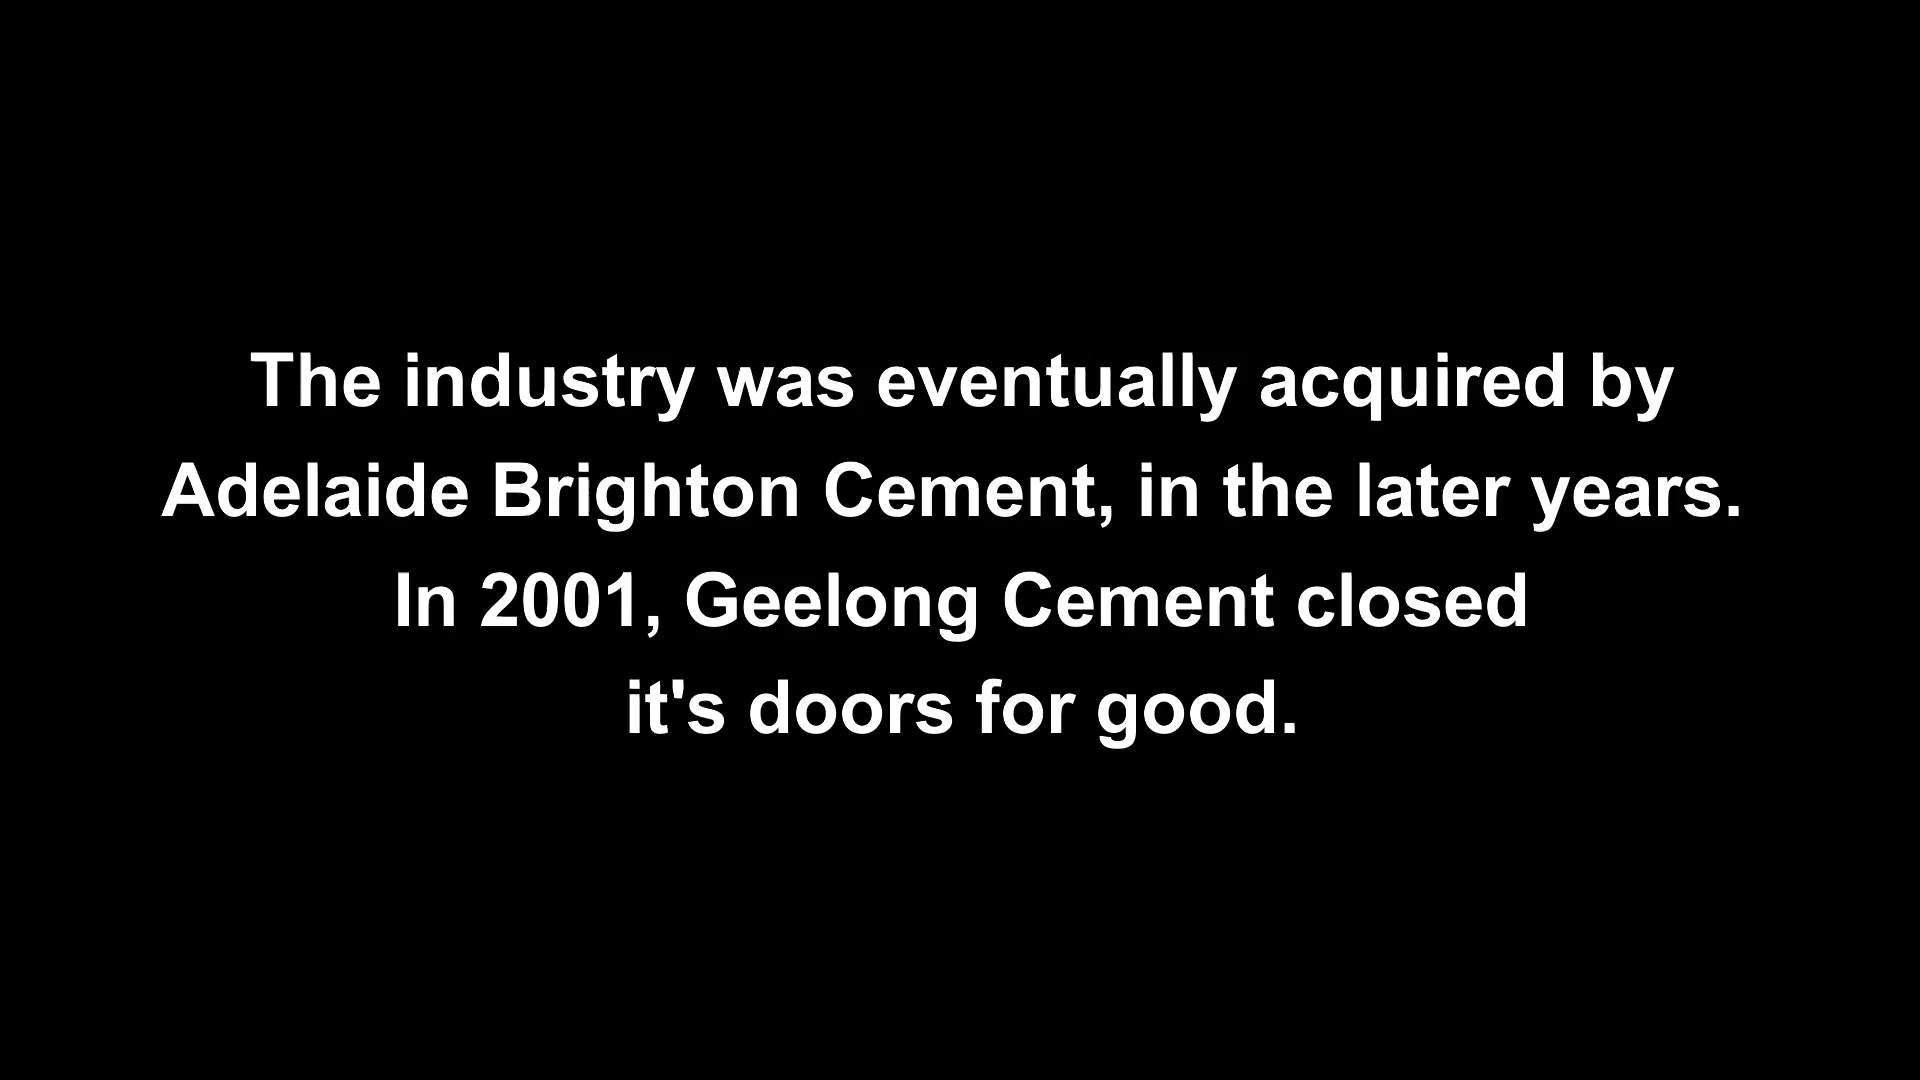 The industry was eventually acquired by
Adelaide Brighton Cement, in the later years.
In 2001, Geelong Cement closed
it's doors for good.